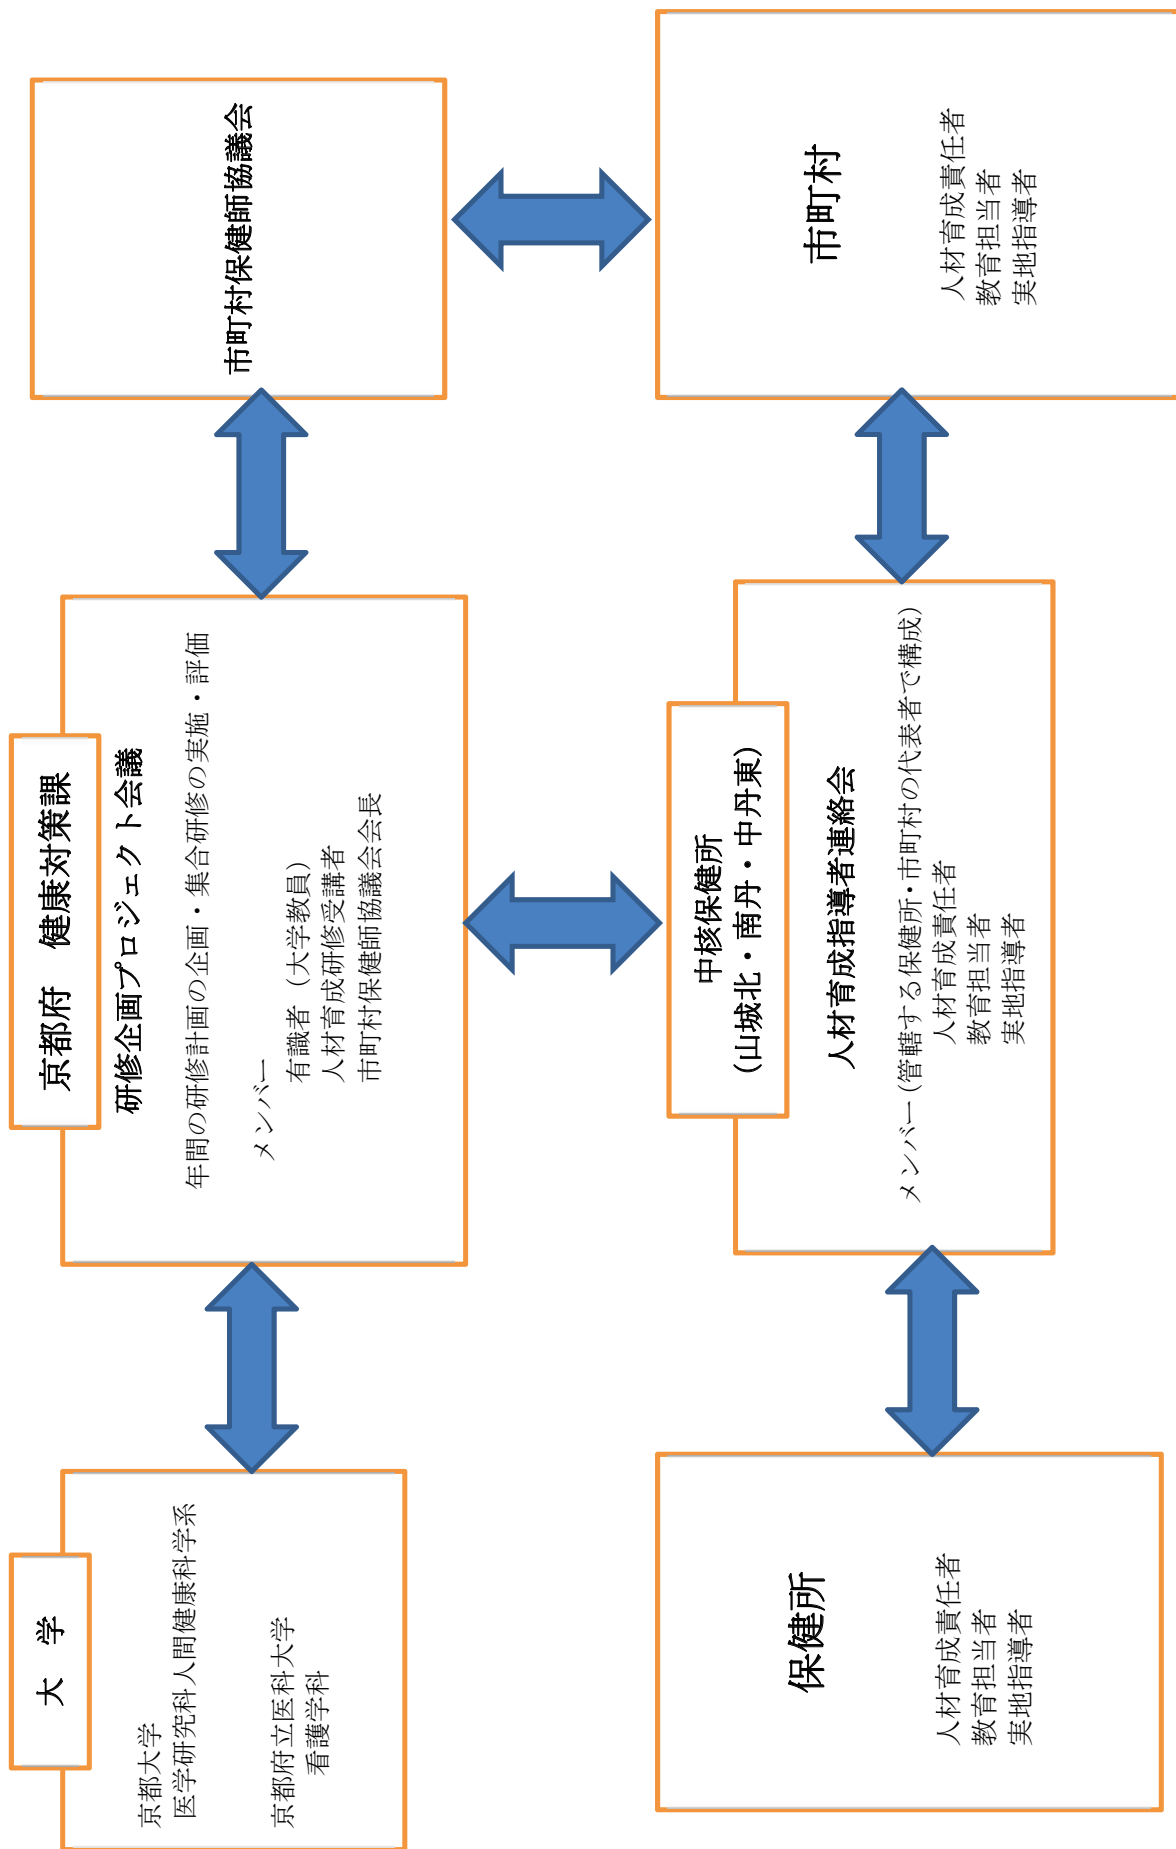 大　学
京都大学
医学研究科人間健康科学学系
京都府立医科大学
看護学科
京都府　健康対策課
研修企画プロジェクト会議
年間の研修計画の企画・集合研修の実施・評価
メンバー
有識者（大学教員）
人材育成研修受講者
市町村保健師協議会会長
市町村保健師協議会
保健所
人材育成責任者
教育担当者
実地指導者
中核保健所
(山城北・南丹・中丹東)
人材育成指導者連絡会
メンバー(管轄する保健所・市町村の代表者で構成)
人材育成責任者
教育担当者
実地指導者
市町村
人材育成責任者
教育担当者
実地指導者